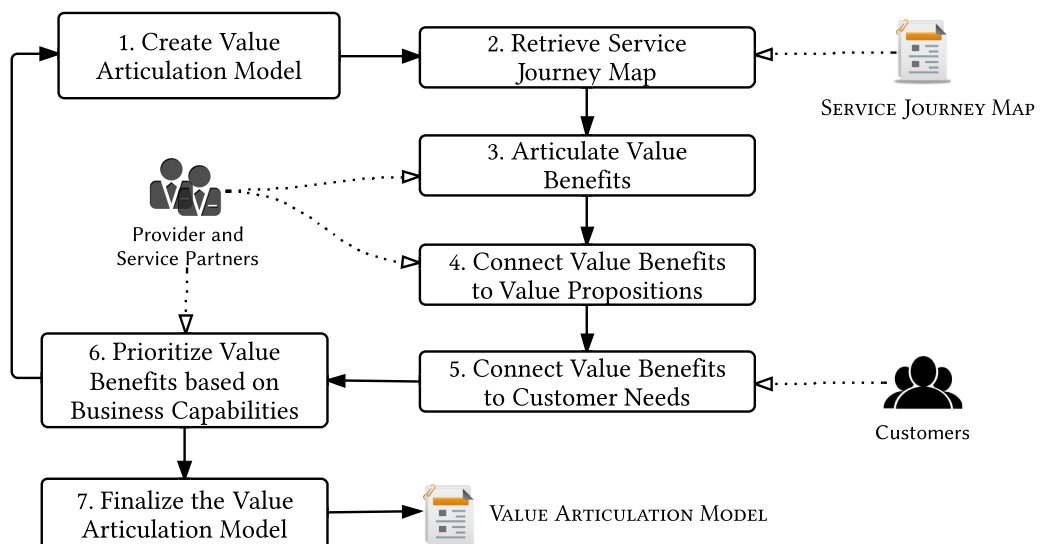 1. Create Value
Articulation Model
2. Retrieve Service
Journey Map
SERVICE JOURNEY MAP
3. Articulate Value
Benefits
Provider and
Service Partners
4. Connect Value Benefits
to Value Propositions
5. Connect Value Benefits
to Customer Needs
Customers
6. Prioritize Value
Benefits based on
Business Capabilities
7. Finalize the Value
Articulation Model
VALUE ARTICULATION MODEL